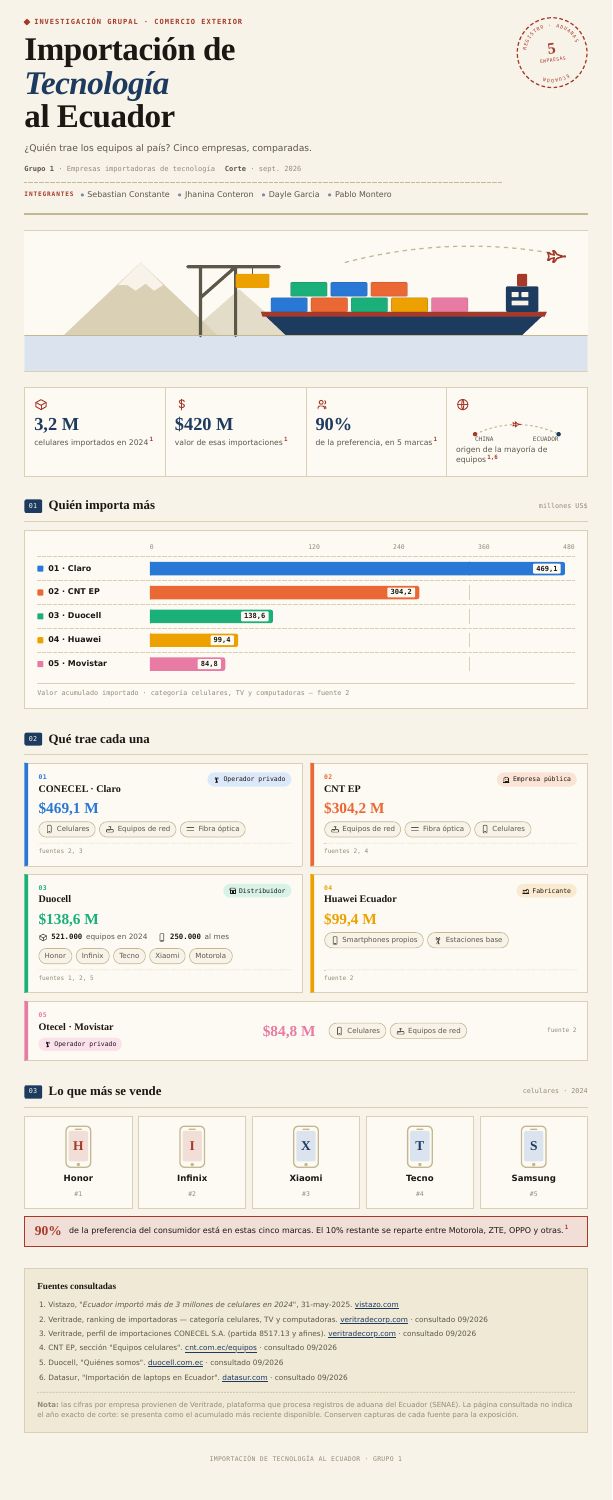 INVESTIGACIÓN GRUPAL · COMERCIO EXTERIOR
Importación de
Tecnología
al Ecuador
REGISTRO · ADUANAS
5
EMPRESAS
ECUADOR
¿Quién trae los equipos al país? Cinco empresas, comparadas.
Grupo 1 · Empresas importadoras de tecnología Corte · sept. 2026
INTEGRANTES • Sebastian Constante • Jhanina Conteron • Dayle Garcia • Pablo Montero
3,2 M
celulares importados en 2024 1
$420 M
valor de esas importaciones 1
90%
de la preferencia, en 5 marcas 1
CHINA ECUADOR
origen de la mayoría de
equipos 1,6
01 Quién importa más millones US$
0 120 240 360 480
01 · Claro 469,1
02 · CNT EP 304,2
03 · Duocell 138,6
04 · Huawei 99,4
05 · Movistar 84,8
Valor acumulado importado · categoría celulares, TV y computadoras — fuente 2
02 Qué trae cada una
01
CONECEL · Claro
Operador privado
$469,1 M
Celulares Equipos de red Fibra óptica
fuentes 2, 3
02
CNT EP
Empresa pública
$304,2 M
Equipos de red Fibra óptica Celulares
fuentes 2, 4
03
Duocell
Distribuidor
$138,6 M
521.000 equipos en 2024 250.000 al mes
Honor Infinix Tecno Xiaomi Motorola
fuentes 1, 2, 5
04
Huawei Ecuador
Fabricante
$99,4 M
Smartphones propios Estaciones base
fuente 2
05
Otecel · Movistar
Operador privado
$84,8 M
Celulares Equipos de red
fuente 2
03 Lo que más se vende celulares · 2024
H I X T S
Honor Infinix Xiaomi Tecno Samsung
#1 #2 #3 #4 #5
90% de la preferencia del consumidor está en estas cinco marcas. El 10% restante se reparte entre Motorola, ZTE, OPPO y otras. 1
Fuentes consultadas
1. Vistazo, "Ecuador importó más de 3 millones de celulares en 2024", 31-may-2025. vistazo.com
2. Veritrade, ranking de importadoras — categoría celulares, TV y computadoras. veritradecorp.com · consultado 09/2026
3. Veritrade, perfil de importaciones CONECEL S.A. (partida 8517.13 y afines). veritradecorp.com · consultado 09/2026
4. CNT EP, sección "Equipos celulares". cnt.com.ec/equipos · consultado 09/2026
5. Duocell, "Quiénes somos". duocell.com.ec · consultado 09/2026
6. Datasur, "Importación de laptops en Ecuador". datasur.com · consultado 09/2026
Nota: las cifras por empresa provienen de Veritrade, plataforma que procesa registros de aduana del Ecuador (SENAE). La página consultada no indica
el año exacto de corte: se presenta como el acumulado más reciente disponible. Conserven capturas de cada fuente para la exposición.
IMPORTACIÓN DE TECNOLOGÍA AL ECUADOR · GRUPO 1